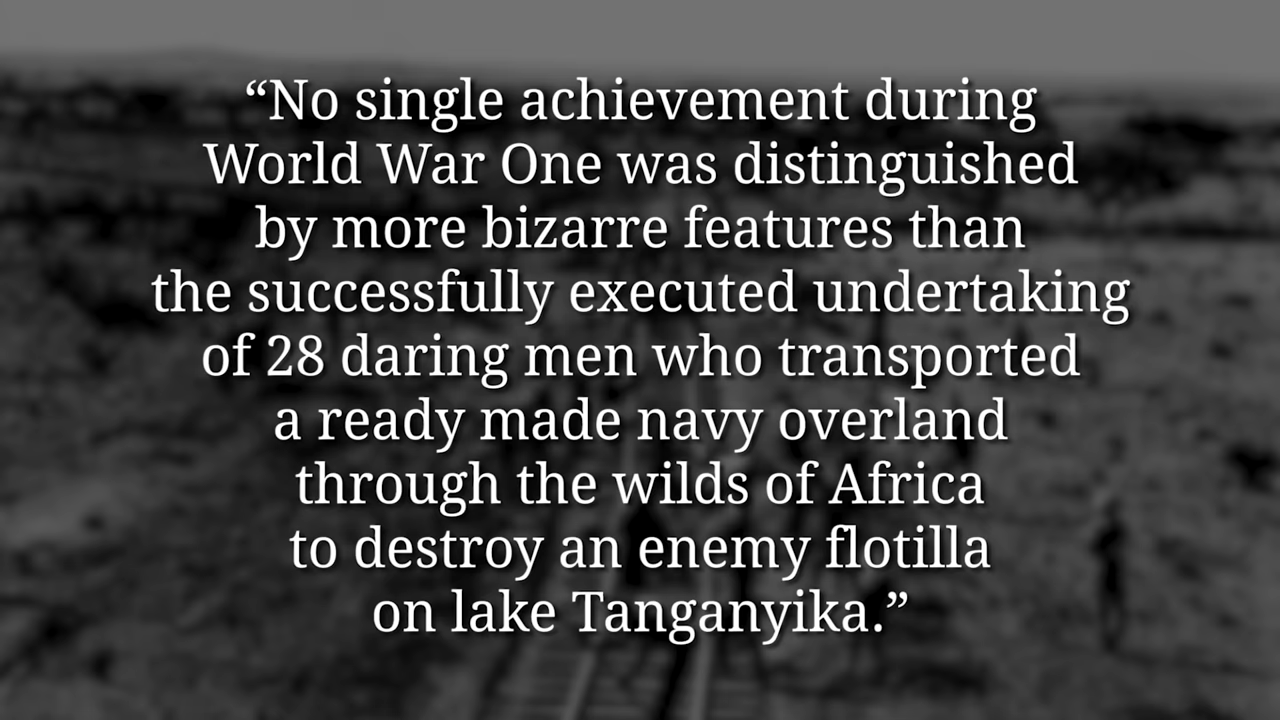 “No single achievement during
World War One was distinguished
by more bizarre features than
the successfully executed undertaking
of 28 daring men who transported
a ready made navy overland
through the wilds of Africa
to destroy an enemy flotilla
on lake Tanganyika.”